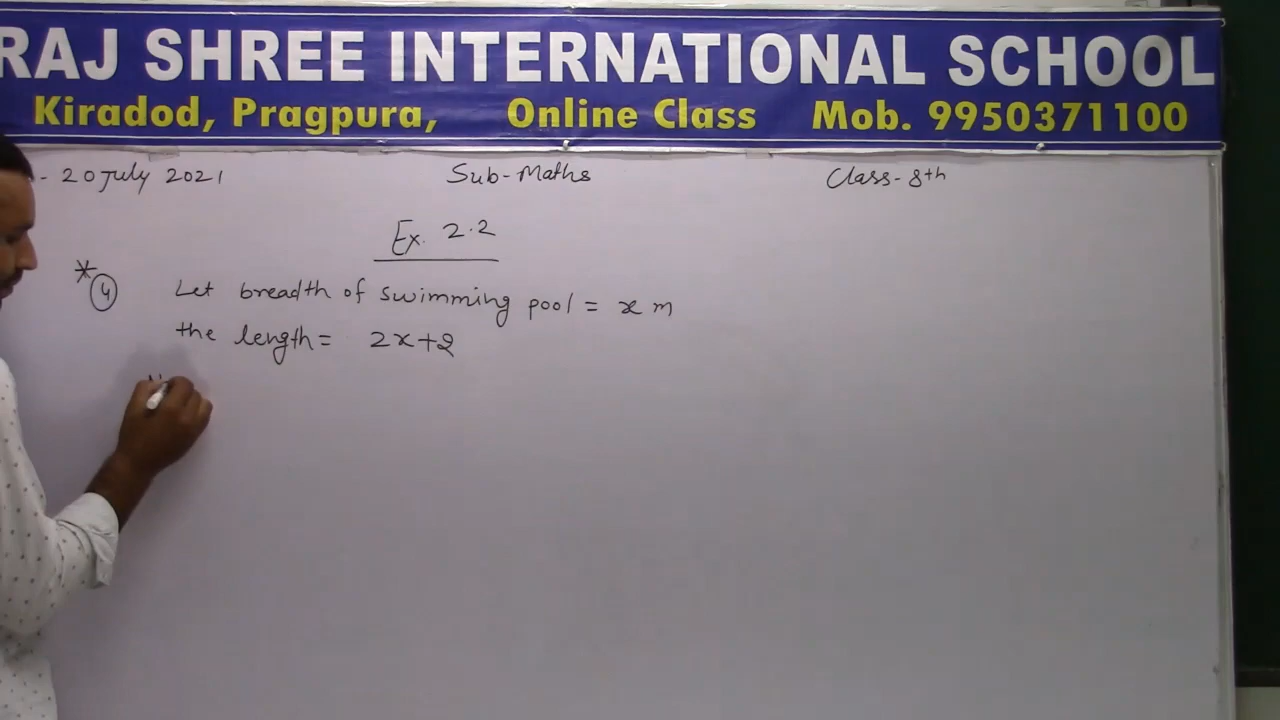 RAJ SHREE INTERNATIONAL SCHOOL
Kiradod, Pragpura, Online Class Mob. 9950371100
- 20 July 2021 Sub-Maths Class-8th
Ex. 2.2
* 4 Let breadth of swimming pool = x m
the length = 2x+2